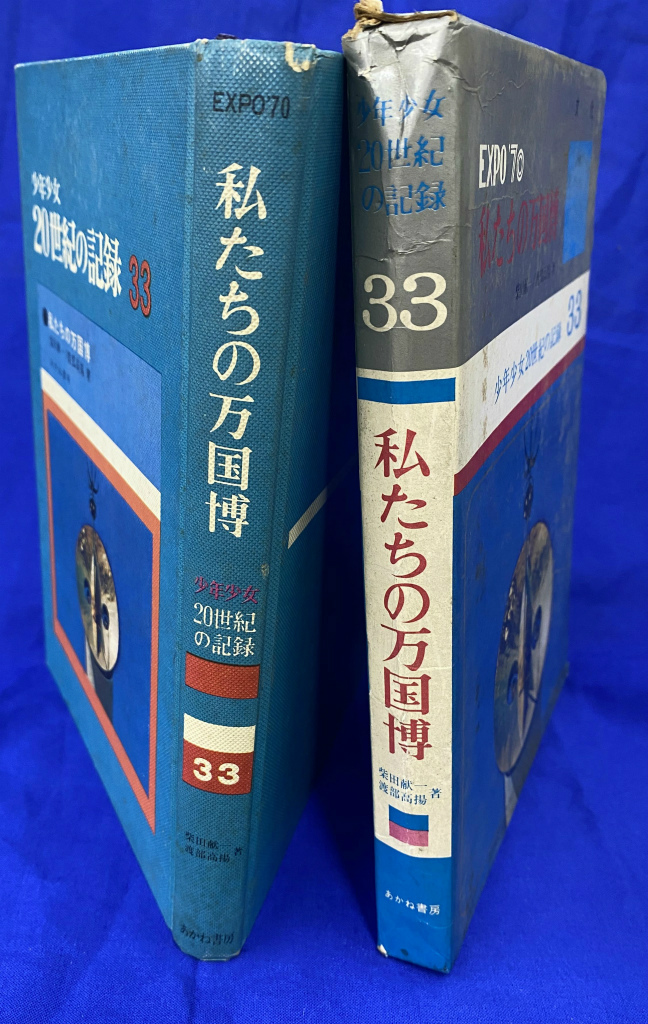 少年少女
20世紀の記録 33
私たちの万国博
EXPO'70
私たちの万国博
少年少女
20世紀
の記録
33
柴田献一
渡部高揚
著
あかね書房
少年少女
20世紀
の記録
33
私たちの万国博
柴田献一
渡部高揚
著
あかね書房
EXPO'70
私たちの万国博
少年少女20世紀の記録 33